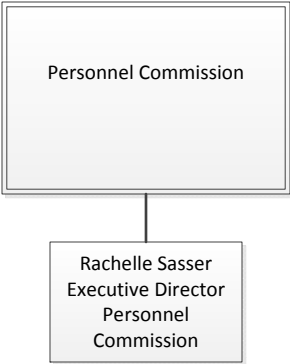 Personnel Commission
Rachelle Sasser
Executive Director
Personnel
Commission